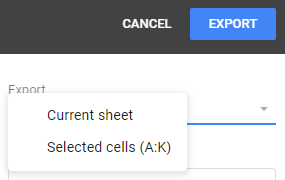 CANCEL EXPORT
Export
Current sheet
Selected cells (A:K)